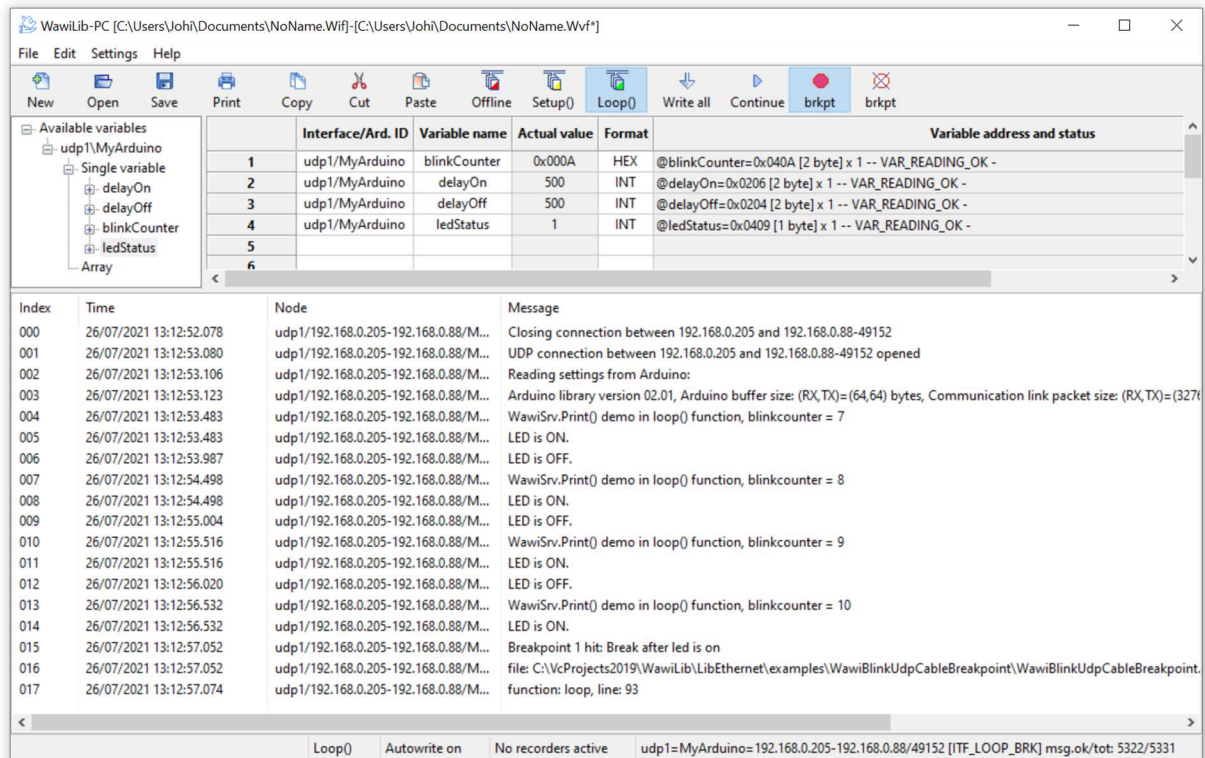 WawiLib-PC [C:\Users\Johi\Documents\NoName.Wif]-[C:\Users\Johi\Documents\NoName.Wvf*]
File Edit Settings Help
New Open Save Print Copy Cut Paste Offline Setup() Loop() Write all Continue brkpt brkpt
Available variables
udp1\MyArduino
Single variable
delayOn
delayOff
blinkCounter
ledStatus
Array
Interface/Ard. ID Variable name Actual value Format Variable address and status
1 udp1/MyArduino blinkCounter 0x000A HEX @blinkCounter=0x040A [2 byte] x 1 -- VAR_READING_OK -
2 udp1/MyArduino delayOn 500 INT @delayOn=0x0206 [2 byte] x 1 -- VAR_READING_OK -
3 udp1/MyArduino delayOff 500 INT @delayOff=0x0204 [2 byte] x 1 -- VAR_READING_OK -
4 udp1/MyArduino ledStatus 1 INT @ledStatus=0x0409 [1 byte] x 1 -- VAR_READING_OK -
5
6
Index Time Node Message
000 26/07/2021 13:12:52.078 udp1/192.168.0.205-192.168.0.88/M... Closing connection between 192.168.0.205 and 192.168.0.88-49152
001 26/07/2021 13:12:53.080 udp1/192.168.0.205-192.168.0.88/M... UDP connection between 192.168.0.205 and 192.168.0.88-49152 opened
002 26/07/2021 13:12:53.106 udp1/192.168.0.205-192.168.0.88/M... Reading settings from Arduino:
003 26/07/2021 13:12:53.123 udp1/192.168.0.205-192.168.0.88/M... Arduino library version 02.01, Arduino buffer size: (RX,TX)=(64,64) bytes, Communication link packet size: (RX,TX)=(3276
004 26/07/2021 13:12:53.483 udp1/192.168.0.205-192.168.0.88/M... WawiSrv.Print() demo in loop() function, blinkcounter = 7
005 26/07/2021 13:12:53.483 udp1/192.168.0.205-192.168.0.88/M... LED is ON.
006 26/07/2021 13:12:53.987 udp1/192.168.0.205-192.168.0.88/M... LED is OFF.
007 26/07/2021 13:12:54.498 udp1/192.168.0.205-192.168.0.88/M... WawiSrv.Print() demo in loop() function, blinkcounter = 8
008 26/07/2021 13:12:54.498 udp1/192.168.0.205-192.168.0.88/M... LED is ON.
009 26/07/2021 13:12:55.004 udp1/192.168.0.205-192.168.0.88/M... LED is OFF.
010 26/07/2021 13:12:55.516 udp1/192.168.0.205-192.168.0.88/M... WawiSrv.Print() demo in loop() function, blinkcounter = 9
011 26/07/2021 13:12:55.516 udp1/192.168.0.205-192.168.0.88/M... LED is ON.
012 26/07/2021 13:12:56.020 udp1/192.168.0.205-192.168.0.88/M... LED is OFF.
013 26/07/2021 13:12:56.532 udp1/192.168.0.205-192.168.0.88/M... WawiSrv.Print() demo in loop() function, blinkcounter = 10
014 26/07/2021 13:12:56.532 udp1/192.168.0.205-192.168.0.88/M... LED is ON.
015 26/07/2021 13:12:57.052 udp1/192.168.0.205-192.168.0.88/M... Breakpoint 1 hit: Break after led is on
016 26/07/2021 13:12:57.052 udp1/192.168.0.205-192.168.0.88/M... file: C:\VcProjects2019\WawiLib\LibEthernet\examples\WawiBlinkUdpCableBreakpoint\WawiBlinkUdpCableBreakpoint.
017 26/07/2021 13:12:57.074 udp1/192.168.0.205-192.168.0.88/M... function: loop, line: 93
Loop() Autowrite on No recorders active udp1=MyArduino=192.168.0.205-192.168.0.88/49152 [ITF_LOOP_BRK] msg.ok/tot: 5322/5331